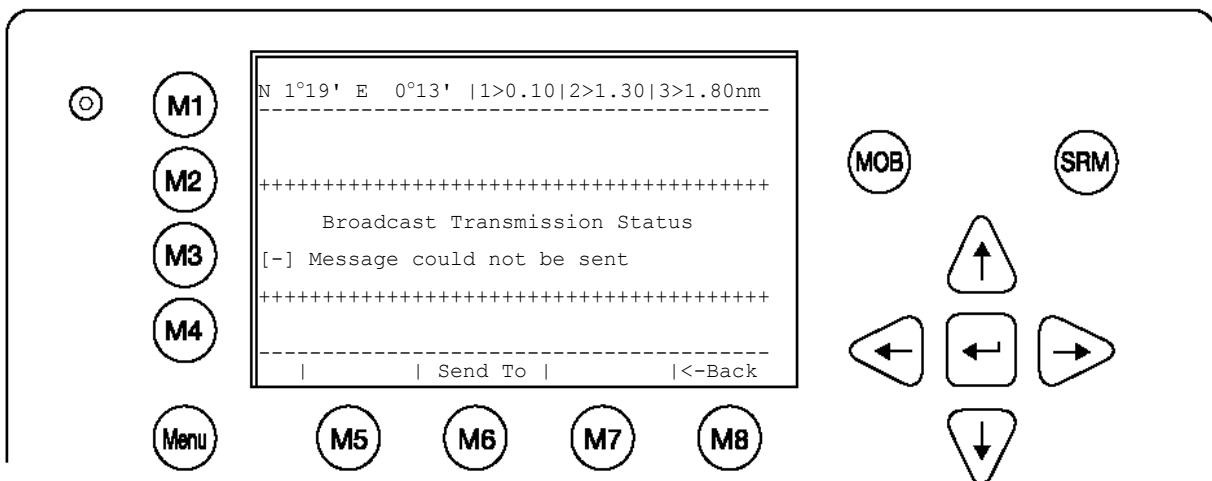 M1
M2
M3
M4
Menu
N 1°19' E  0°13' |1>0.10|2>1.30|3>1.80nm
----------------------------------------
++++++++++++++++++++++++++++++++++++++++
Broadcast Transmission Status
[-] Message could not be sent
++++++++++++++++++++++++++++++++++++++++
----------------------------------------
| | Send To | |<-Back
M5
M6
M7
M8
MOB
SRM